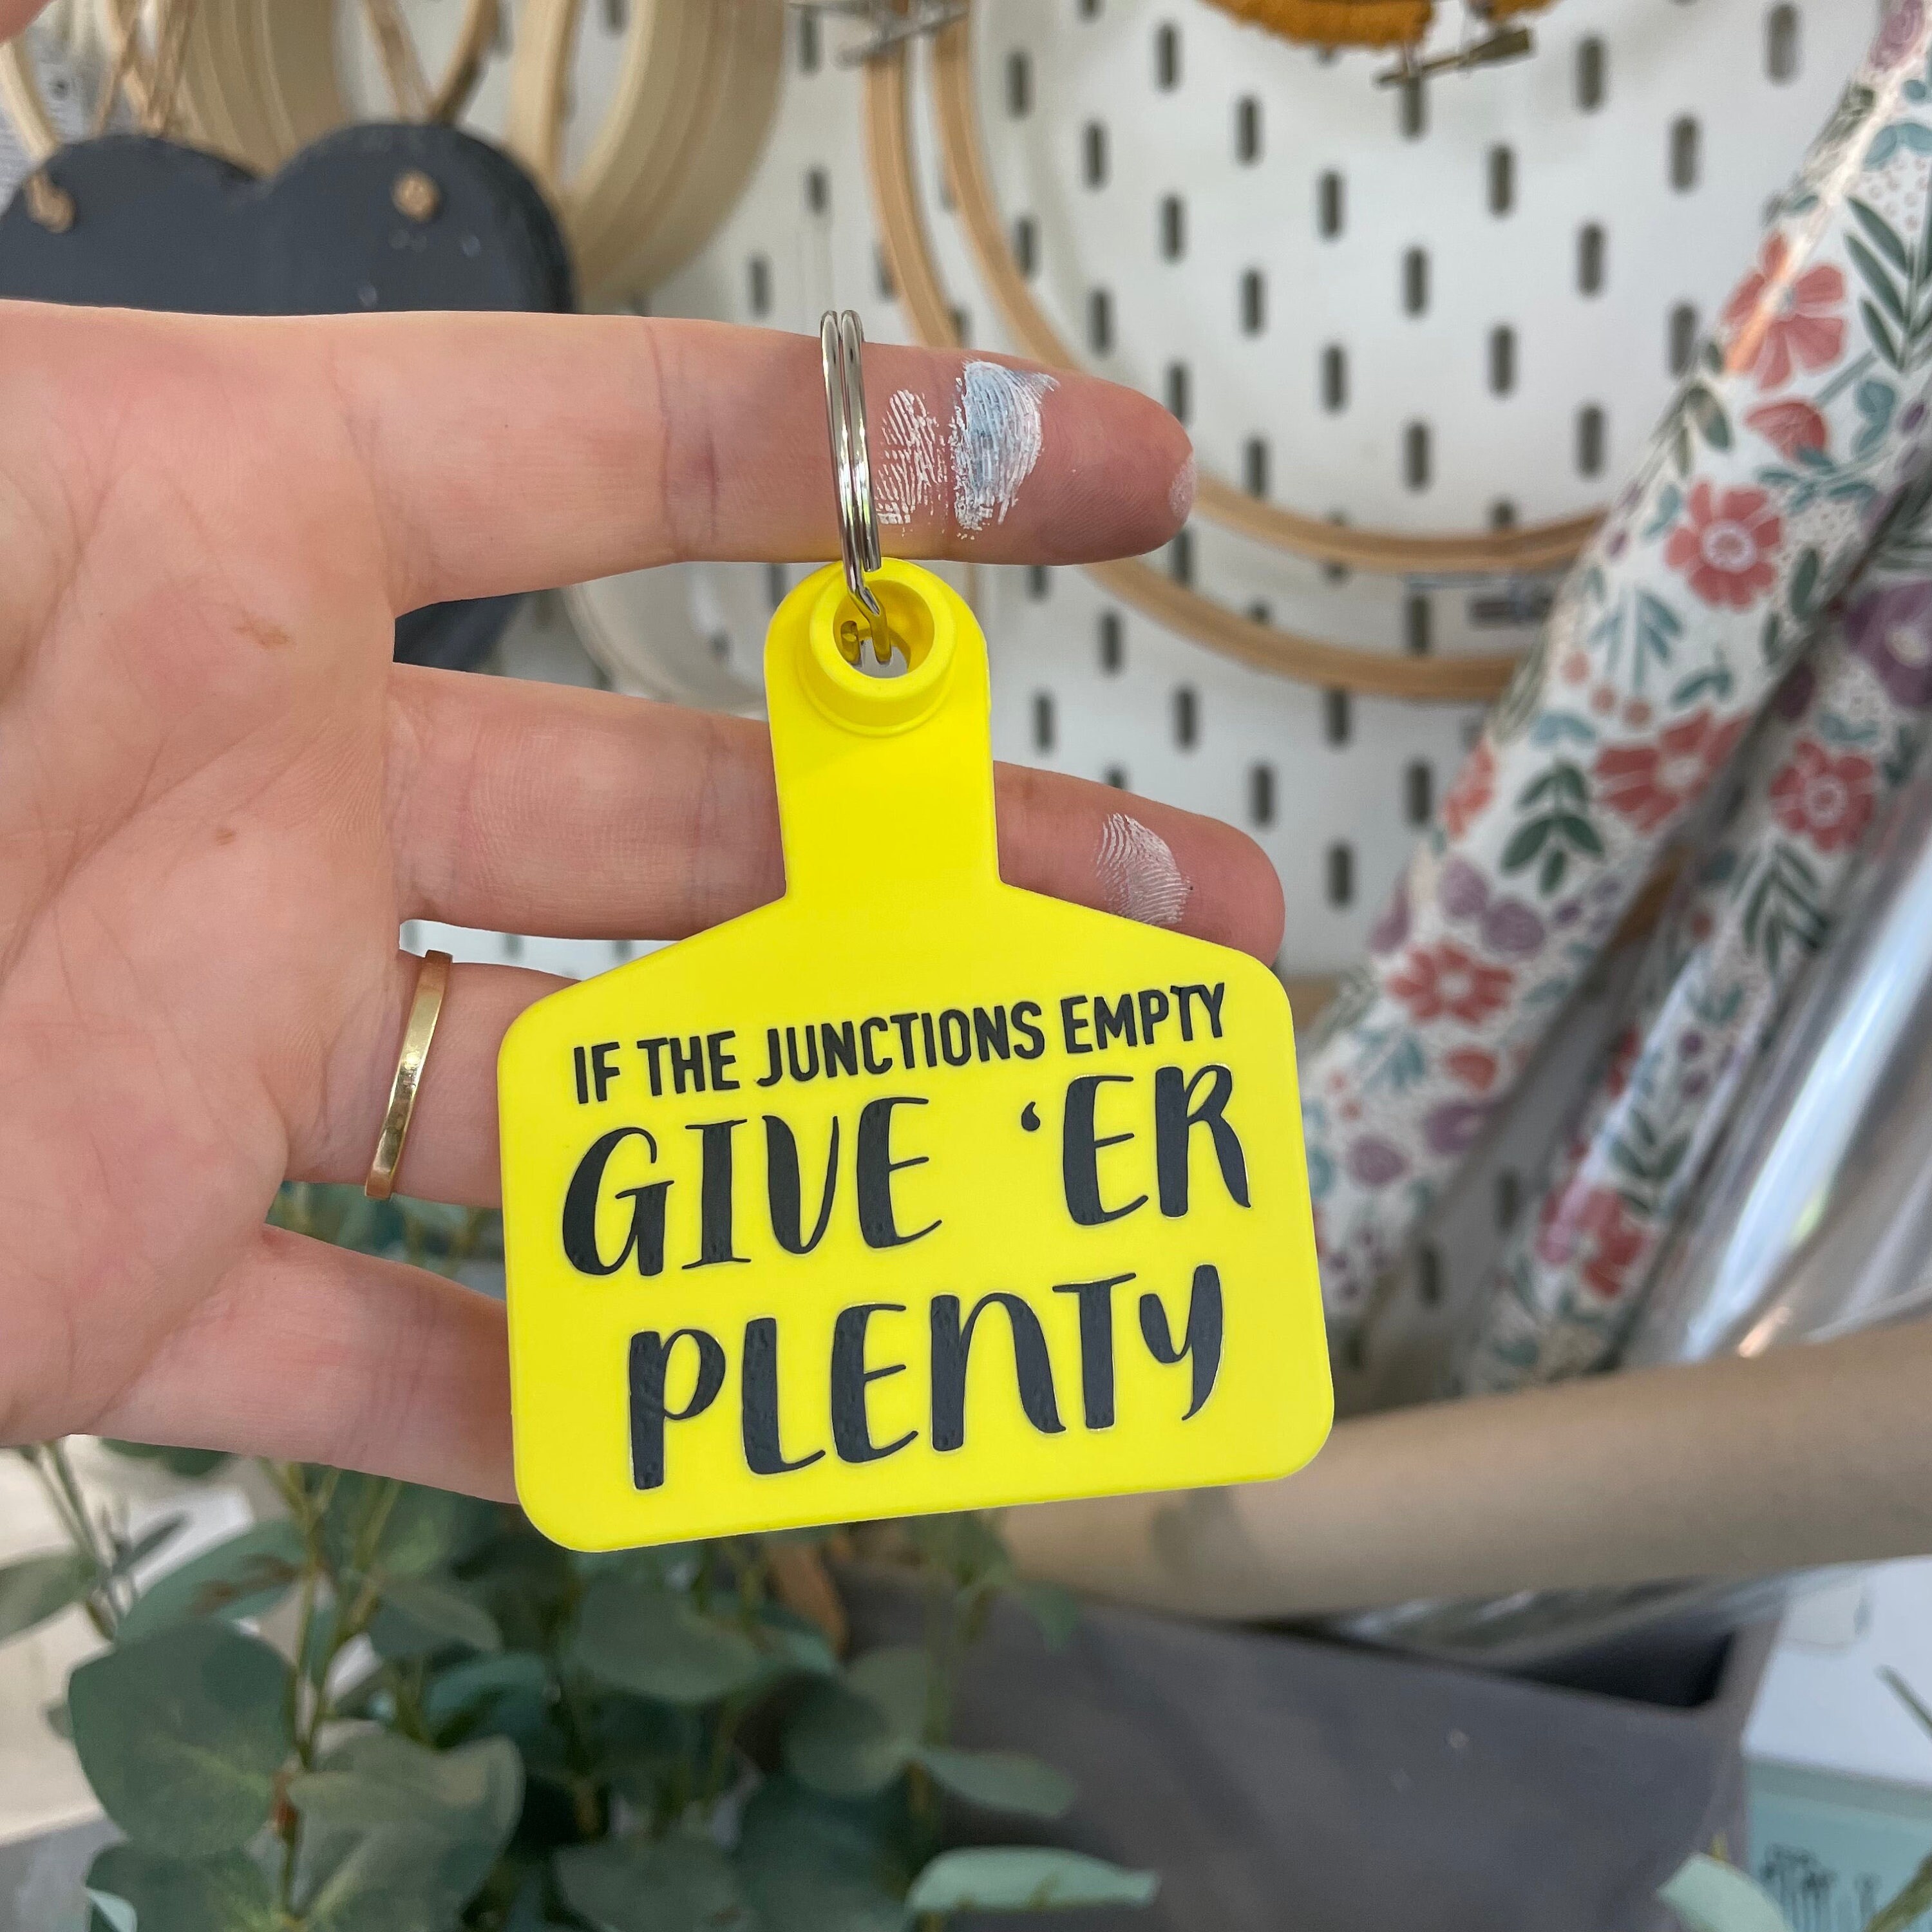 IF THE JUNCTIONS EMPTY
GIVE ‘ER
PLENTY